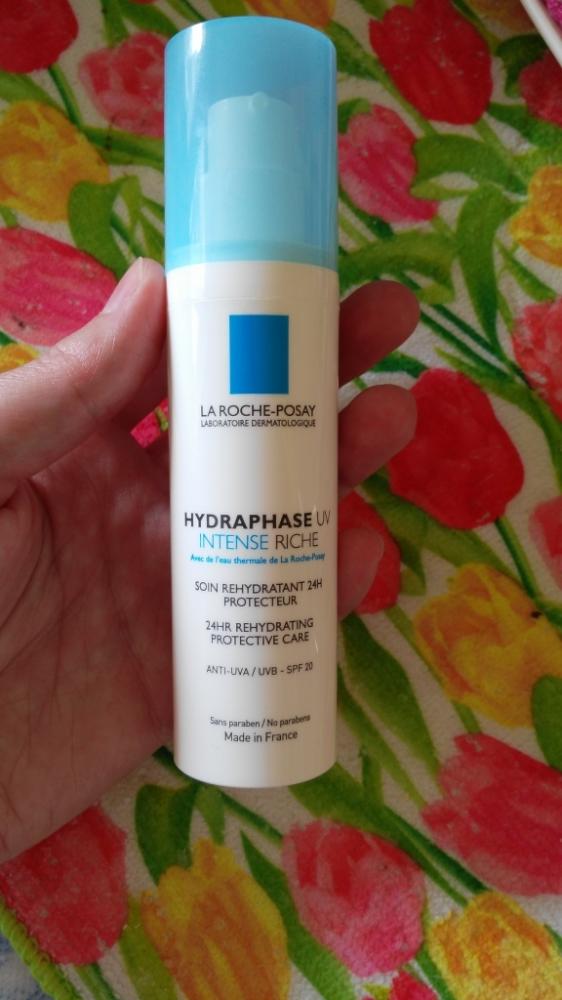 LA ROCHE-POSAY
LABORATOIRE DERMATOLOGIQUE
HYDRAPHASE UV
INTENSE RICHE
Avec de l'eau thermale de La Roche-Posay
SOIN REHYDRATANT 24H
PROTECTEUR
24HR REHYDRATING
PROTECTIVE CARE
ANTI-UVA / UVB - SPF 20
Sans paraben / No parabens
Made in France